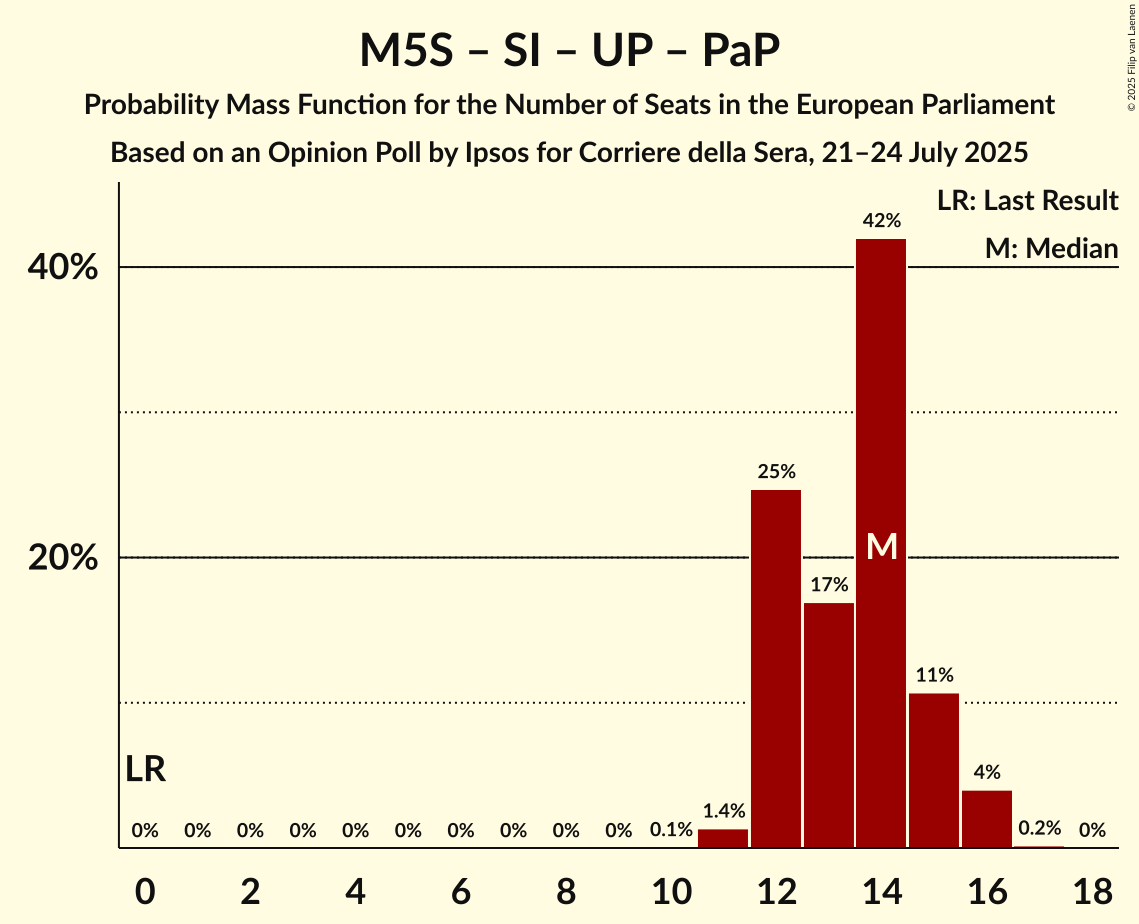 M5S – SI – UP – PaP
Probability Mass Function for the Number of Seats in the European Parliament
Based on an Opinion Poll by Ipsos for Corriere della Sera, 21–24 July 2025
© 2025 Filip van Laenen
LR: Last Result
M: Median
42%
40%
25%
M
20%
17%
11%
LR
4%
1.4%
0% 0% 0% 0% 0% 0% 0% 0% 0% 0% 0.1% 0.2% 0%
0 2 4 6 8 10 12 14 16 18